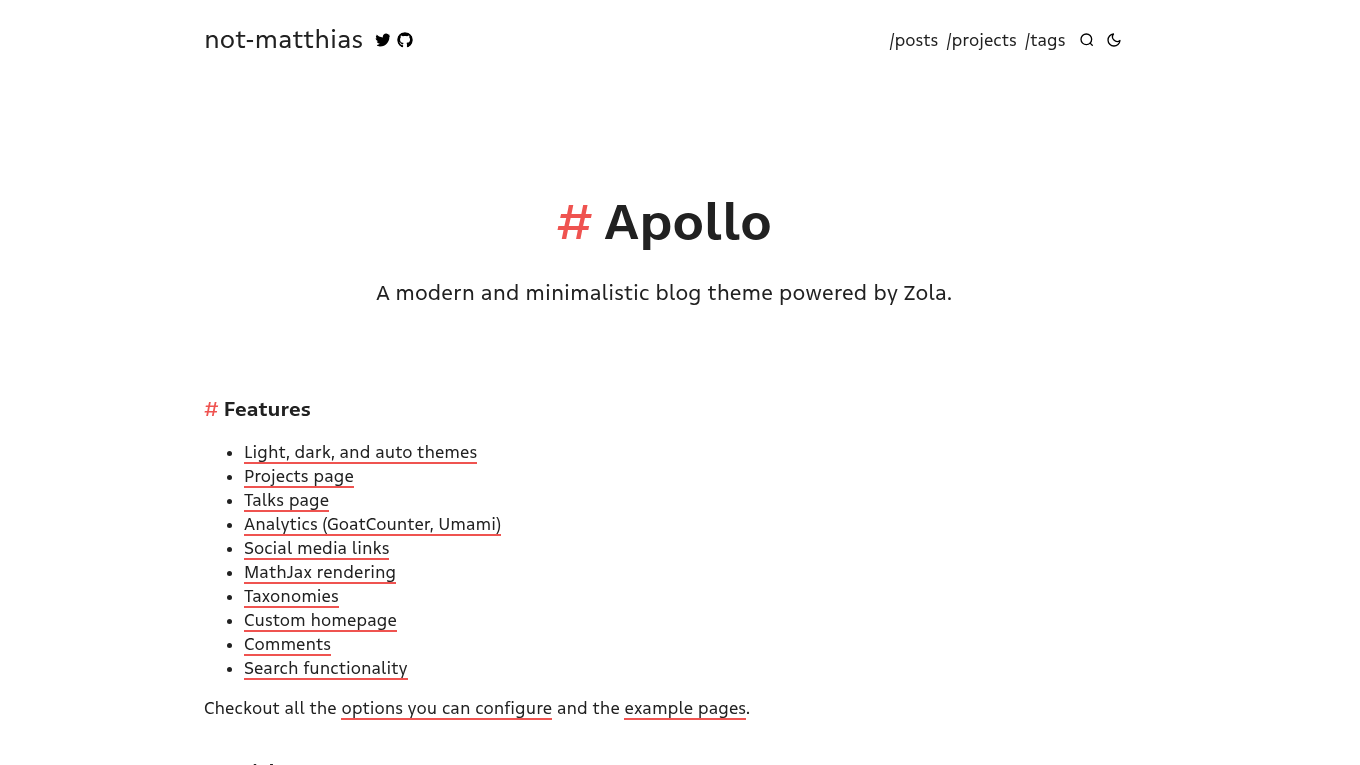 not-matthias
/posts /projects /tags
# Apollo
A modern and minimalistic blog theme powered by Zola.
# Features
Light, dark, and auto themes
Projects page
Talks page
Analytics (GoatCounter, Umami)
Social media links
MathJax rendering
Taxonomies
Custom homepage
Comments
Search functionality
Checkout all the options you can configure and the example pages.